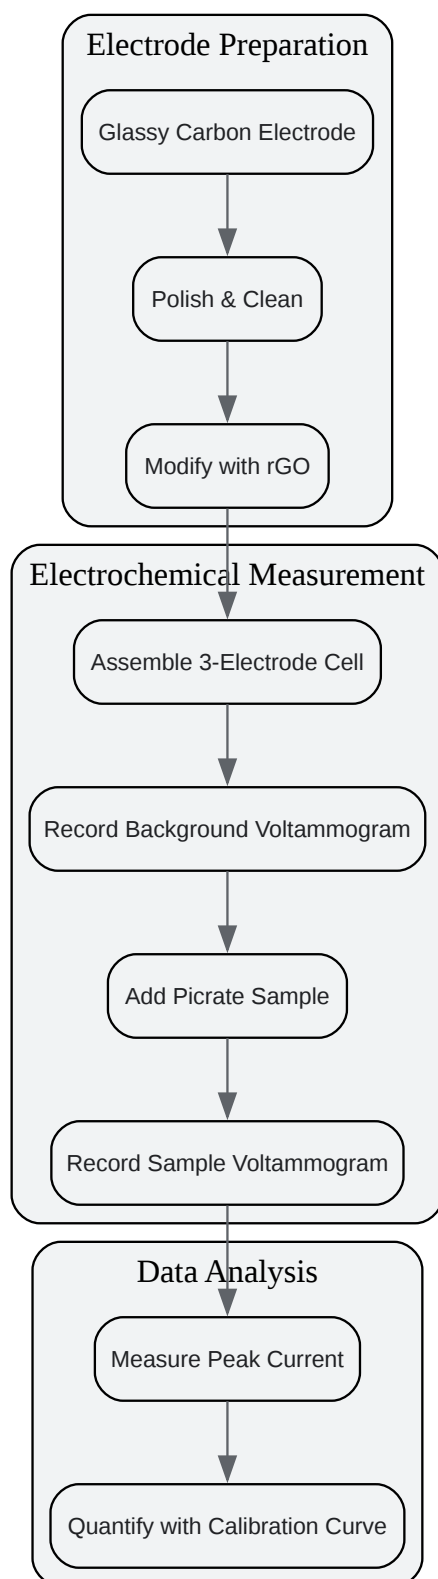 Electrode Preparation
Glassy Carbon Electrode
Polish & Clean
Modify with rGO
Electrochemical Measurement
Assemble 3-Electrode Cell
Record Background Voltammogram
Add Picrate Sample
Record Sample Voltammogram
Data Analysis
Measure Peak Current
Quantify with Calibration Curve